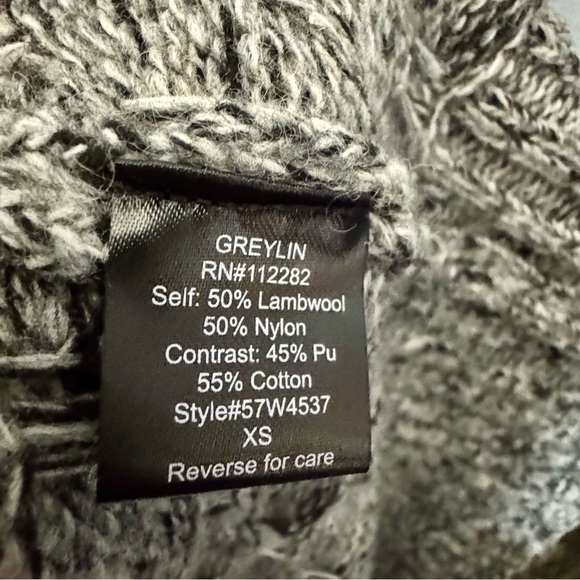 GREYLIN
RN#112282
Self: 50% Lambwool
50% Nylon
Contrast: 45% Pu
55% Cotton
Style#57W4537
XS
Reverse for care